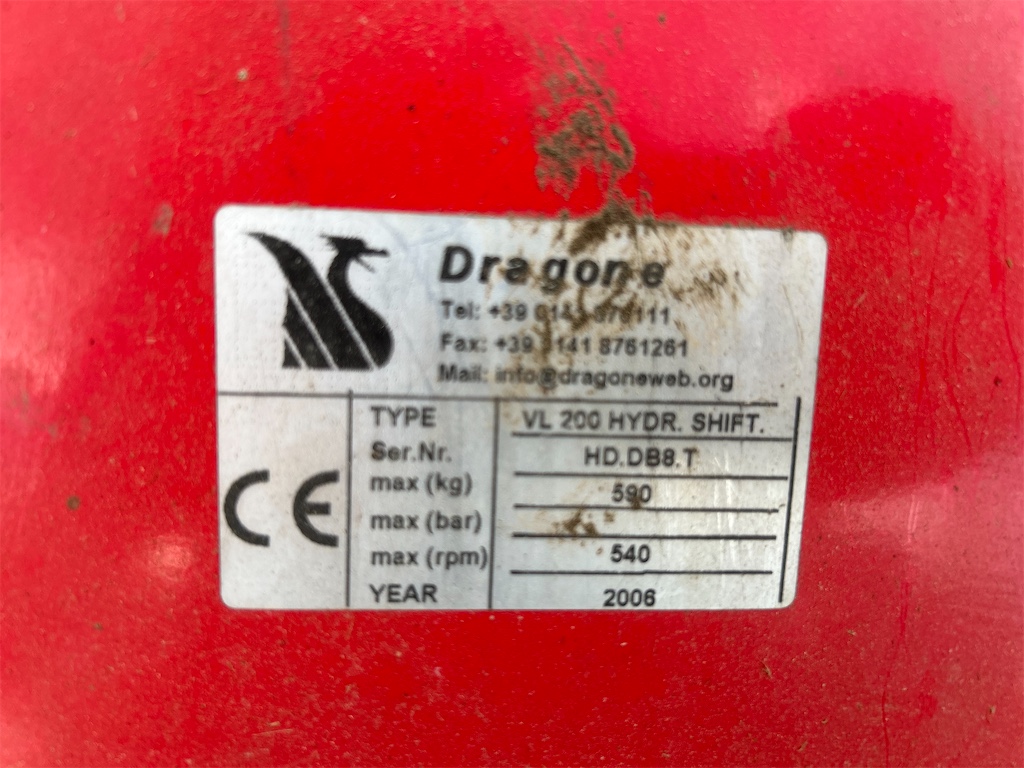 Dragone
Tel: +39
Fax: +39 0141 8761261
Mail: info@dragoneweb.org
TYPE VL 200 HYDR. SHIFT.
Ser.Nr. HD.DB8.T
max (kg) 590
max (bar)
max (rpm) 540
YEAR 2006
CE